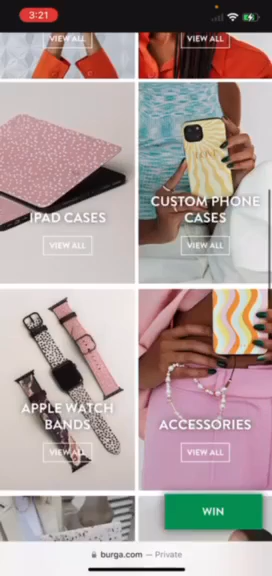 3:21
VIEW ALL
VIEW ALL
IPAD CASES
VIEW ALL
LOVE
CUSTOM PHONE
CASES
VIEW ALL
APPLE WATCH
BANDS
VIEW ALL
ACCESSORIES
VIEW ALL
WIN
burga.com — Private